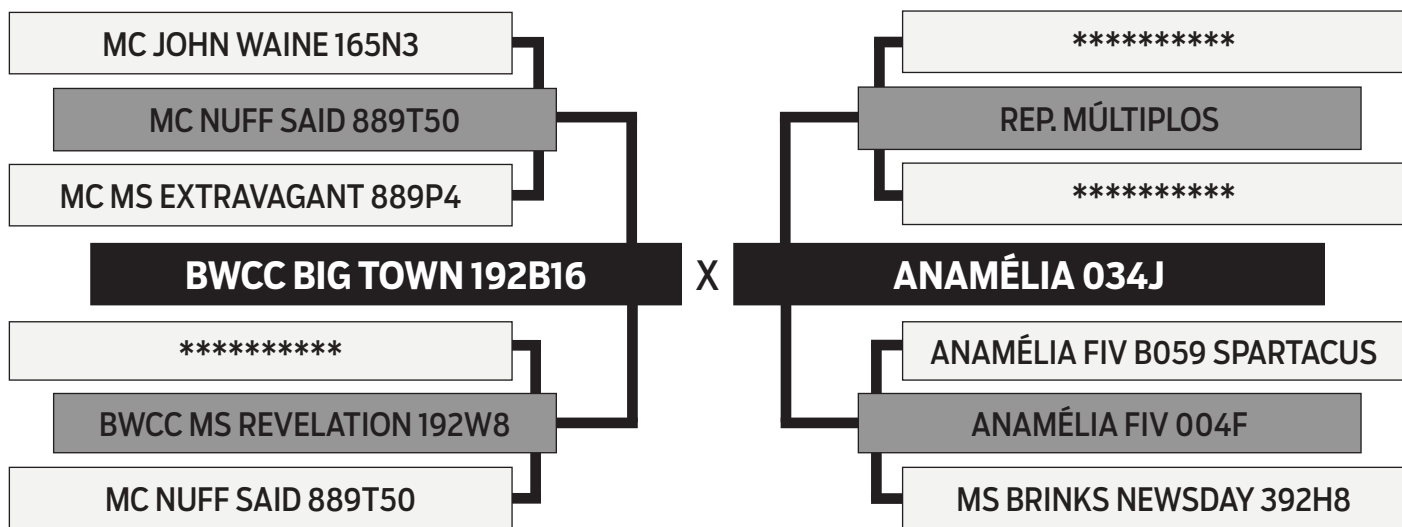 MC JOHN WAINE 165N3
MC NUFF SAID 889T50
MC MS EXTRAVAGANT 889P4
BWCC BIG TOWN 192B16
**********
BWCC MS REVELATION 192W8
MC NUFF SAID 889T50
X
**********
REP. MÚLTIPLOS
**********
ANAMÉLIA 034J
ANAMÉLIA FIV B059 SPARTACUS
ANAMÉLIA FIV 004F
MS BRINKS NEWSDAY 392H8